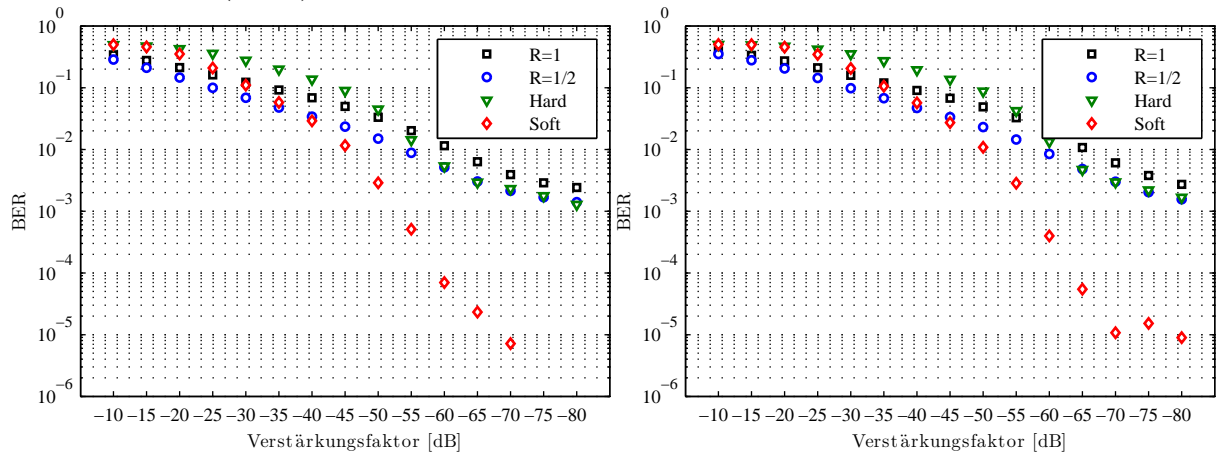 10^0
10^−1
10^−2
10^−3
10^−4
10^−5
10^−6
BER
R=1
R=1/2
Hard
Soft
−10 −15 −20 −25 −30 −35 −40 −45 −50 −55 −60 −65 −70 −75 −80
Verstärkungsfaktor [dB]
10^0
10^−1
10^−2
10^−3
10^−4
10^−5
10^−6
BER
R=1
R=1/2
Hard
Soft
−10 −15 −20 −25 −30 −35 −40 −45 −50 −55 −60 −65 −70 −75 −80
Verstärkungsfaktor [dB]